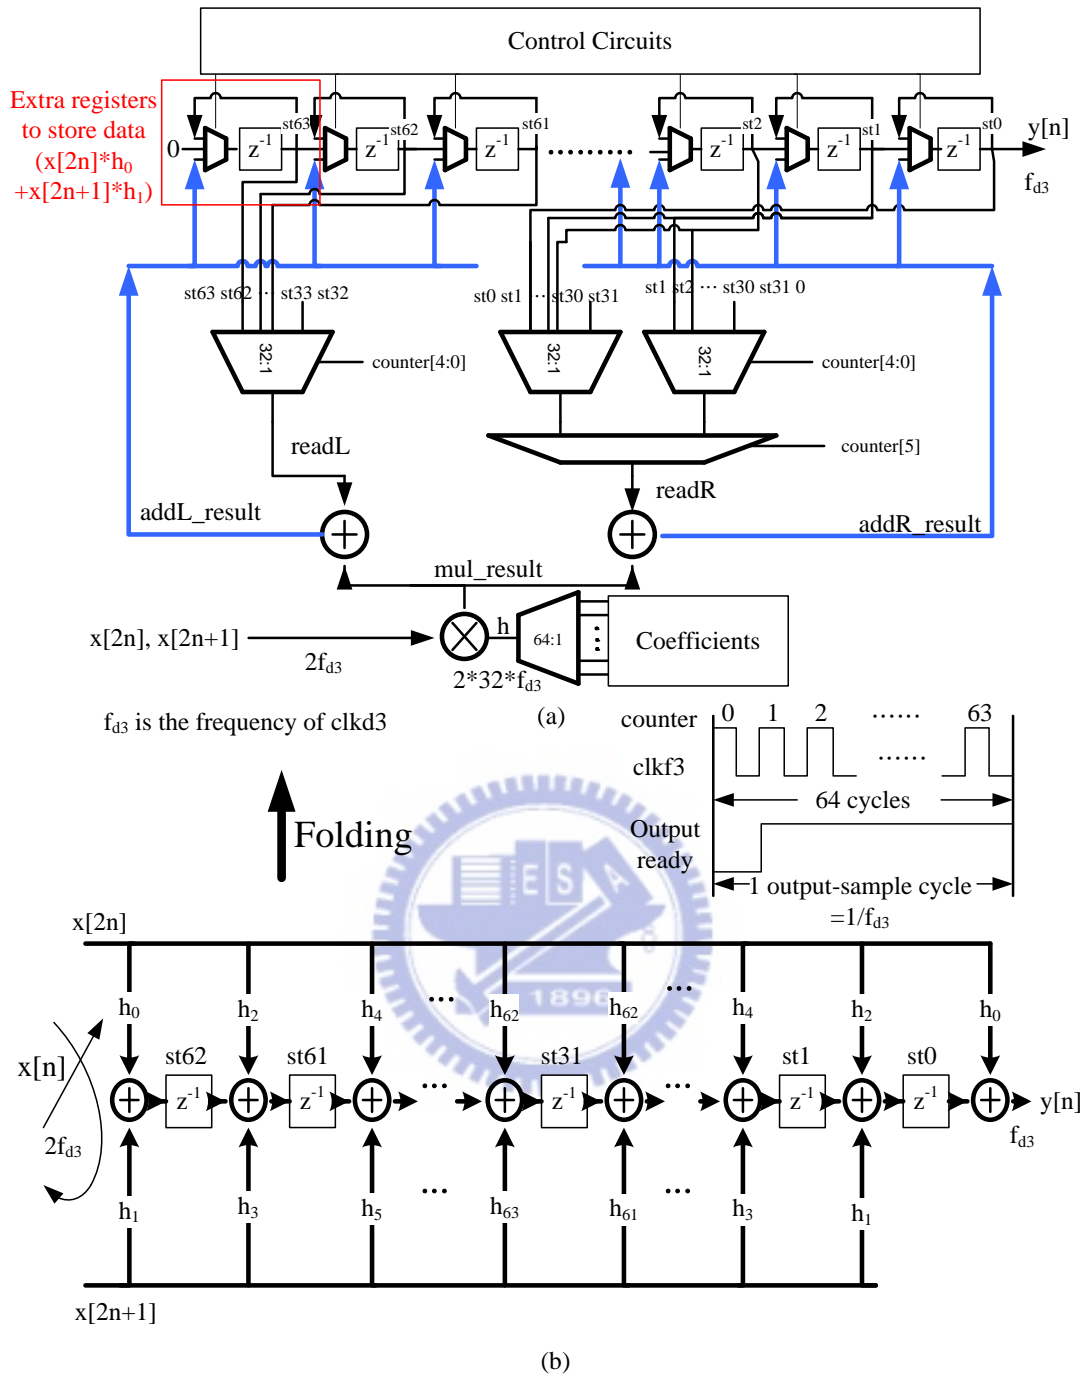 Control Circuits
Extra registers
to store data
(x[2n]*h0
+x[2n+1]*h1)
0
z-1
st63
z-1
st62
z-1
st61
.........
z-1
st2
z-1
st1
z-1
st0
y[n]
fd3
st63 st62 ... st33 st32
st0 st1 ... st30 st31
st1 st2 ... st30 st31 0
32:1
counter[4:0]
32:1
32:1
counter[4:0]
readL
counter[5]
readR
addL_result
addR_result
mul_result
x[2n], x[2n+1]
2fd3
h
64:1
Coefficients
2*32*fd3
fd3 is the frequency of clkd3
(a)
counter 0 1 2 ...... 63
clkf3 ......
64 cycles
Output
ready
1 output-sample cycle
=1/fd3
Folding
ESA
1896
x[2n]
h0 h2 h4 ... h62 h62 ... h4 h2 h0
x[n]
2fd3
st62 st61 st31 st1 st0
z-1 z-1 ... z-1 ... z-1 z-1
y[n]
fd3
h1 h3 h5 ... h63 h61 ... h3 h1
x[2n+1]
(b)